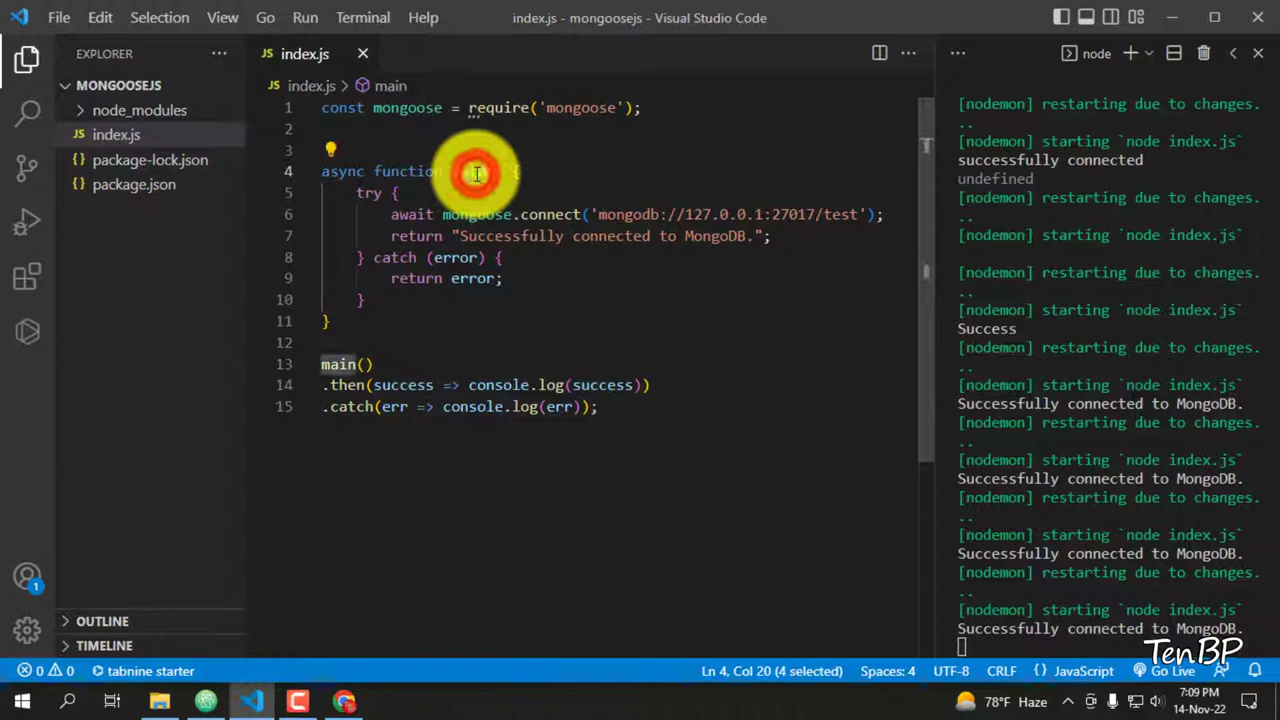 File Edit Selection View Go Run Terminal Help index.js - mongoosejs - Visual Studio Code
EXPLORER
MONGOOSEJS
node_modules
JS index.js
{} package-lock.json
{} package.json
OUTLINE
TIMELINE
JS index.js
JS index.js > main
1 const mongoose = require('mongoose');
2
3
4 async function {
5 try {
6 await mongoose.connect('mongodb://127.0.0.1:27017/test');
7 return "Successfully connected to MongoDB.";
8 } catch (error) {
9 return error;
10 }
11 }
12
13 main()
14 .then(success => console.log(success))
15 .catch(err => console.log(err));
node
[nodemon] restarting due to changes.
..
[nodemon] starting `node index.js`
successfully connected
undefined
[nodemon] restarting due to changes.
[nodemon] starting `node index.js`
[nodemon] restarting due to changes.
..
[nodemon] starting `node index.js`
Success
[nodemon] restarting due to changes.
..
[nodemon] starting `node index.js`
Successfully connected to MongoDB.
[nodemon] restarting due to changes.
..
[nodemon] starting `node index.js`
Successfully connected to MongoDB.
[nodemon] restarting due to changes.
..
[nodemon] starting `node index.js`
Successfully connected to MongoDB.
[nodemon] restarting due to changes.
..
[nodemon] starting `node index.js`
Successfully connected to MongoDB.
TenBP
1
0 0 tabnine starter Ln 4, Col 20 (4 selected) Spaces: 4 UTF-8 CRLF {} JavaScript Go Live
78°F Haze
7:09 PM
14-Nov-22